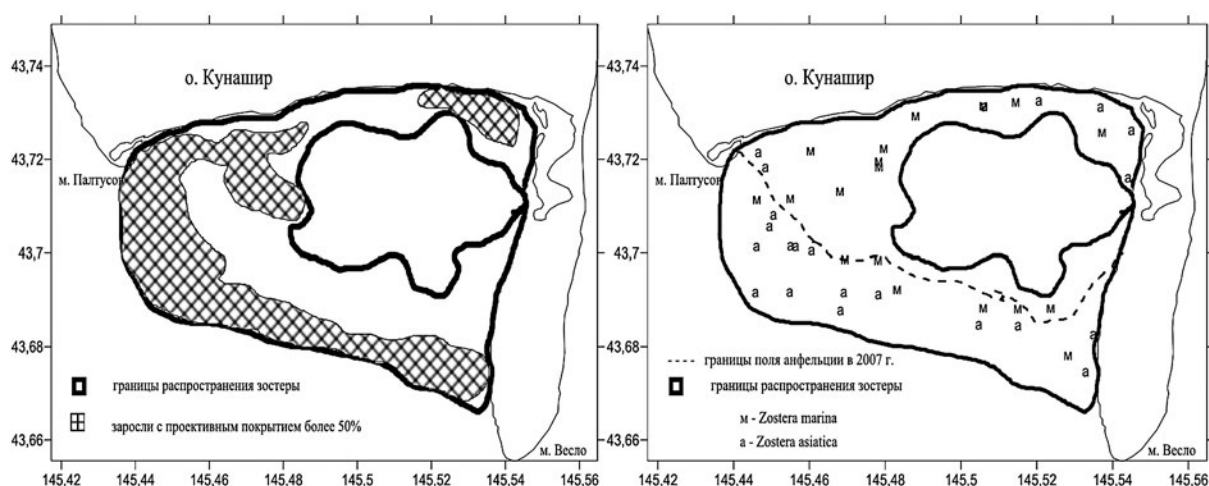 43,74
о. Кунашир
43,72
м. Палтусов
43,7
43,68
границы распространения зостеры
заросли с проективным покрытием более 50%
43,66
м. Весло
145,42 145,44 145,46 145,48 145,5 145,52 145,54 145,56
43,74
о. Кунашир
м м м а а
м а
а м м
м
м
а а
м м м
а
а
а а а а
м м
а а а а м
а м м м
а а а
м
а
43,72
м. Палтусов
43,7
43,68
границы поля анфельции в 2007 г.
границы распространения зостеры
м - Zostera marina
а - Zostera asiatica
43,66
м. Весло
145,42 145,44 145,46 145,48 145,5 145,52 145,54 145,56